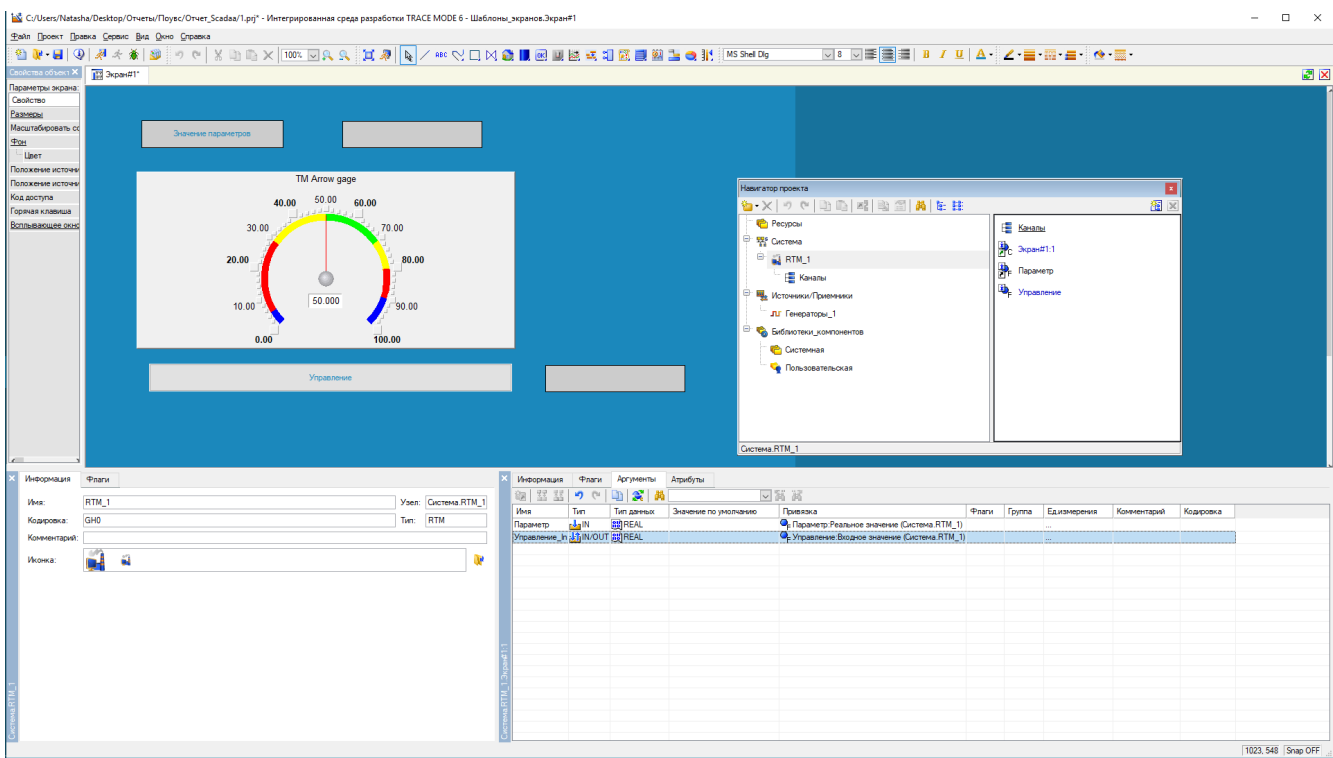 C:/Users/Natasha/Desktop/Отчеты/Поувс/Отчет_Scadaa/1.prj* - Интегрированная среда разработки TRACE MODE 6 - Шаблоны_экранов.Экран#1
Файл Проект Правка Сервис Вид Окно Справка
100% ABC OK MS Shell Dlg 8 B I U A
Свойства объект
Экран#1*
Параметры экрана:
Свойство
Размеры
Масштабировать сс
Фон
Цвет
Положение источни
Положение источни
Код доступа
Горячая клавиша
Всплывающее окно
Значение параметров
TM Arrow gage
0.00
10.00
20.00
30.00
40.00
50.00
60.00
70.00
80.00
90.00
100.00
50.000
Управление
Навигатор проекта
Ресурсы
Система
RTM_1
Каналы
Источники/Приемники
Генераторы_1
Библиотеки_компонентов
Системная
Пользовательская
Каналы
Экран#1:1
Параметр
Управление
Система.RTM_1
Информация Флаги
Имя: RTM_1 Узел: Система.RTM_1
Кодировка: GH0 Тип: RTM
Комментарий:
Иконка:
Система.RTM_1
Информация Флаги Аргументы Атрибуты
Имя Тип Тип данных Значение по умолчанию Привязка Флаги Группа Ед.измерения Комментарий Кодировка
Параметр IN REAL Параметр:Реальное значение (Система.RTM_1) ...
Управление_In IN/OUT REAL Управление:Входное значение (Система.RTM_1) ...
Система.RTM_1.Экран#1:1
1023, 548 Snap OFF